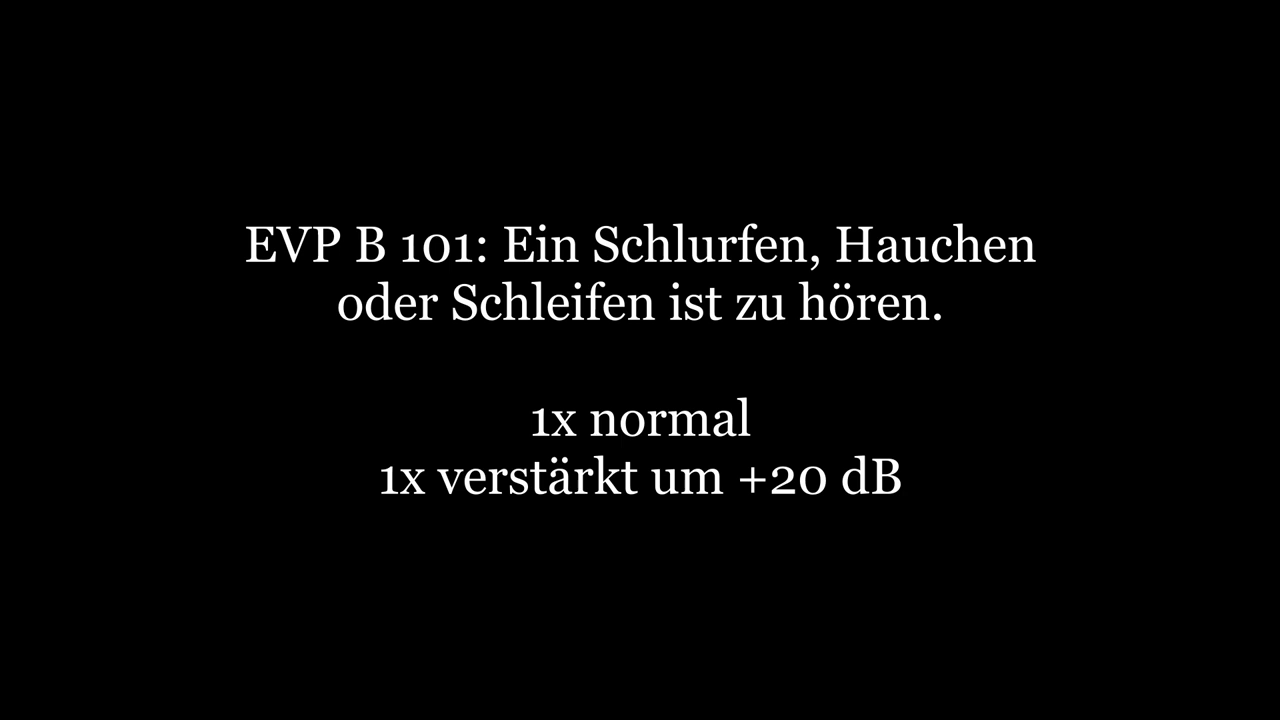 EVP B 101: Ein Schlurfen, Hauchen
oder Schleifen ist zu hören.
1x normal
1x verstärkt um +20 dB